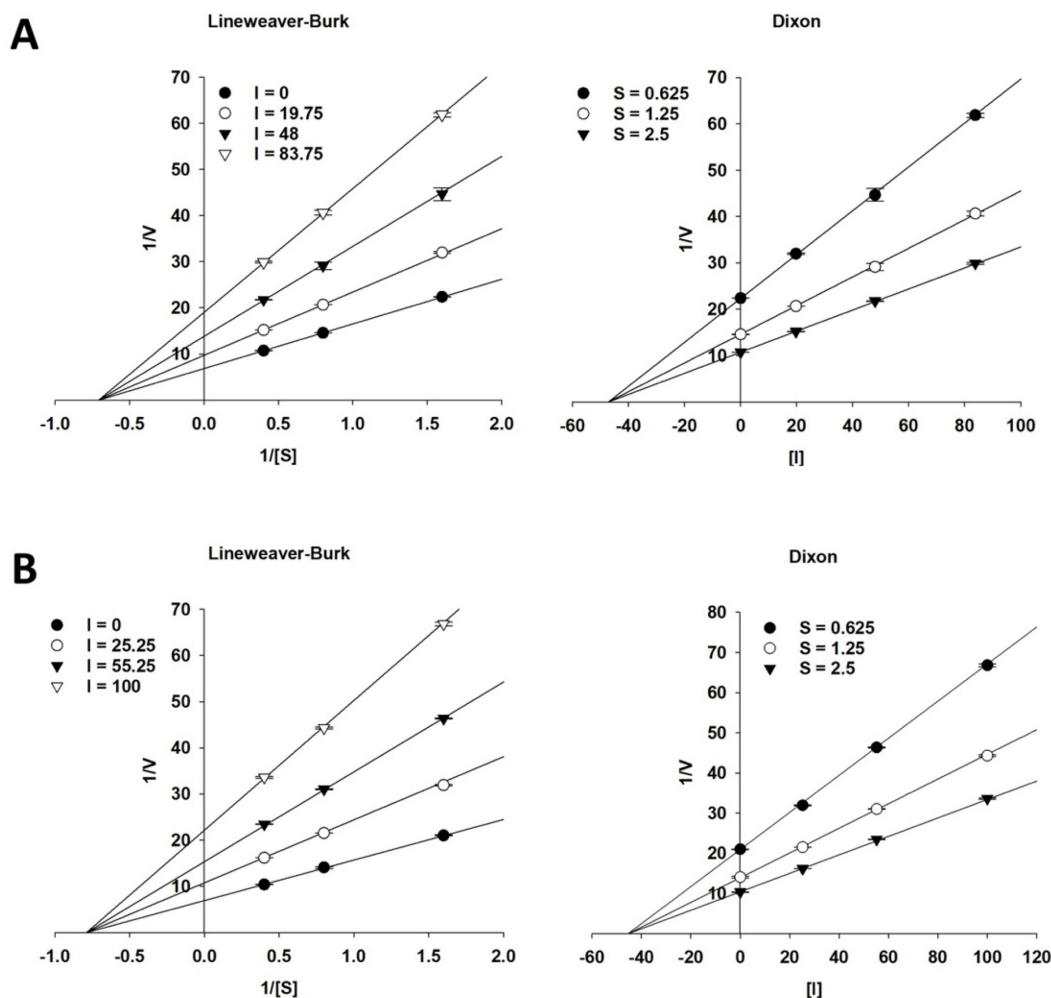 A
Lineweaver-Burk
Dixon
I = 0
I = 19.75
I = 48
I = 83.75
70
60
50
40
30
20
10
1/V
-1.0
-0.5
0.0
0.5
1.0
1.5
2.0
1/[S]
S = 0.625
S = 1.25
S = 2.5
70
60
50
40
30
20
10
1/V
-60
-40
-20
0
20
40
60
80
100
[I]
B
Lineweaver-Burk
Dixon
I = 0
I = 25.25
I = 55.25
I = 100
70
60
50
40
30
20
10
1/V
-1.0
-0.5
0.0
0.5
1.0
1.5
2.0
1/[S]
S = 0.625
S = 1.25
S = 2.5
80
70
60
50
40
30
20
10
1/V
-60
-40
-20
0
20
40
60
80
100
120
[I]